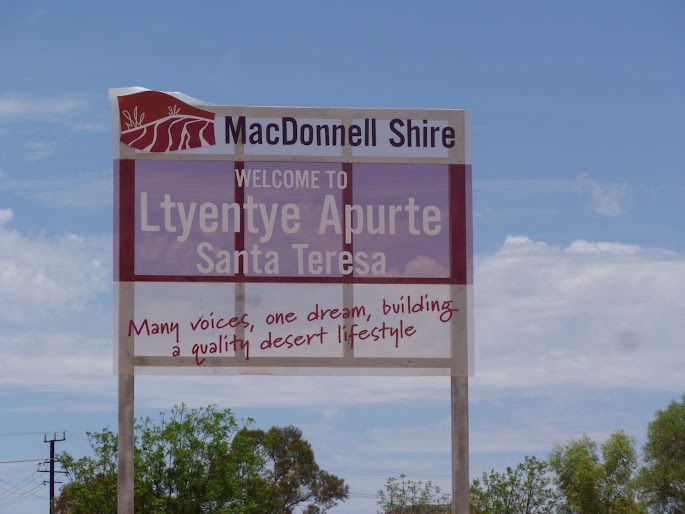 MacDonnell Shire
WELCOME TO
Ltyentye Apurte
Santa Teresa
Many voices, one dream, building
a quality desert lifestyle